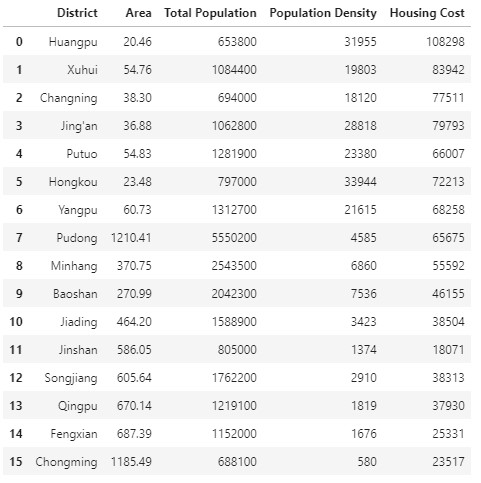 District Area Total Population Population Density Housing Cost
0 Huangpu 20.46 653800 31955 108298
1 Xuhui 54.76 1084400 19803 83942
2 Changning 38.30 694000 18120 77511
3 Jing'an 36.88 1062800 28818 79793
4 Putuo 54.83 1281900 23380 66007
5 Hongkou 23.48 797000 33944 72213
6 Yangpu 60.73 1312700 21615 68258
7 Pudong 1210.41 5550200 4585 65675
8 Minhang 370.75 2543500 6860 55592
9 Baoshan 270.99 2042300 7536 46155
10 Jiading 464.20 1588900 3423 38504
11 Jinshan 586.05 805000 1374 18071
12 Songjiang 605.64 1762200 2910 38313
13 Qingpu 670.14 1219100 1819 37930
14 Fengxian 687.39 1152000 1676 25331
15 Chongming 1185.49 688100 580 23517